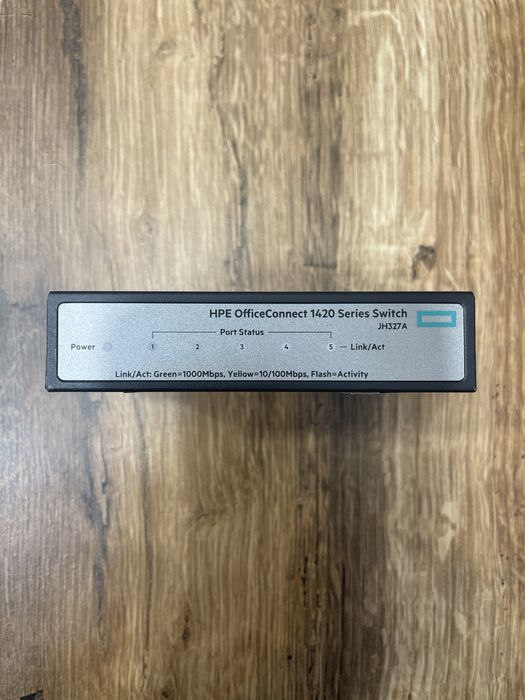 HPE OfficeConnect 1420 Series Switch
JH327A
Port Status
Power 1 2 3 4 5 — Link/Act
Link/Act: Green=1000Mbps, Yellow=10/100Mbps, Flash=Activity